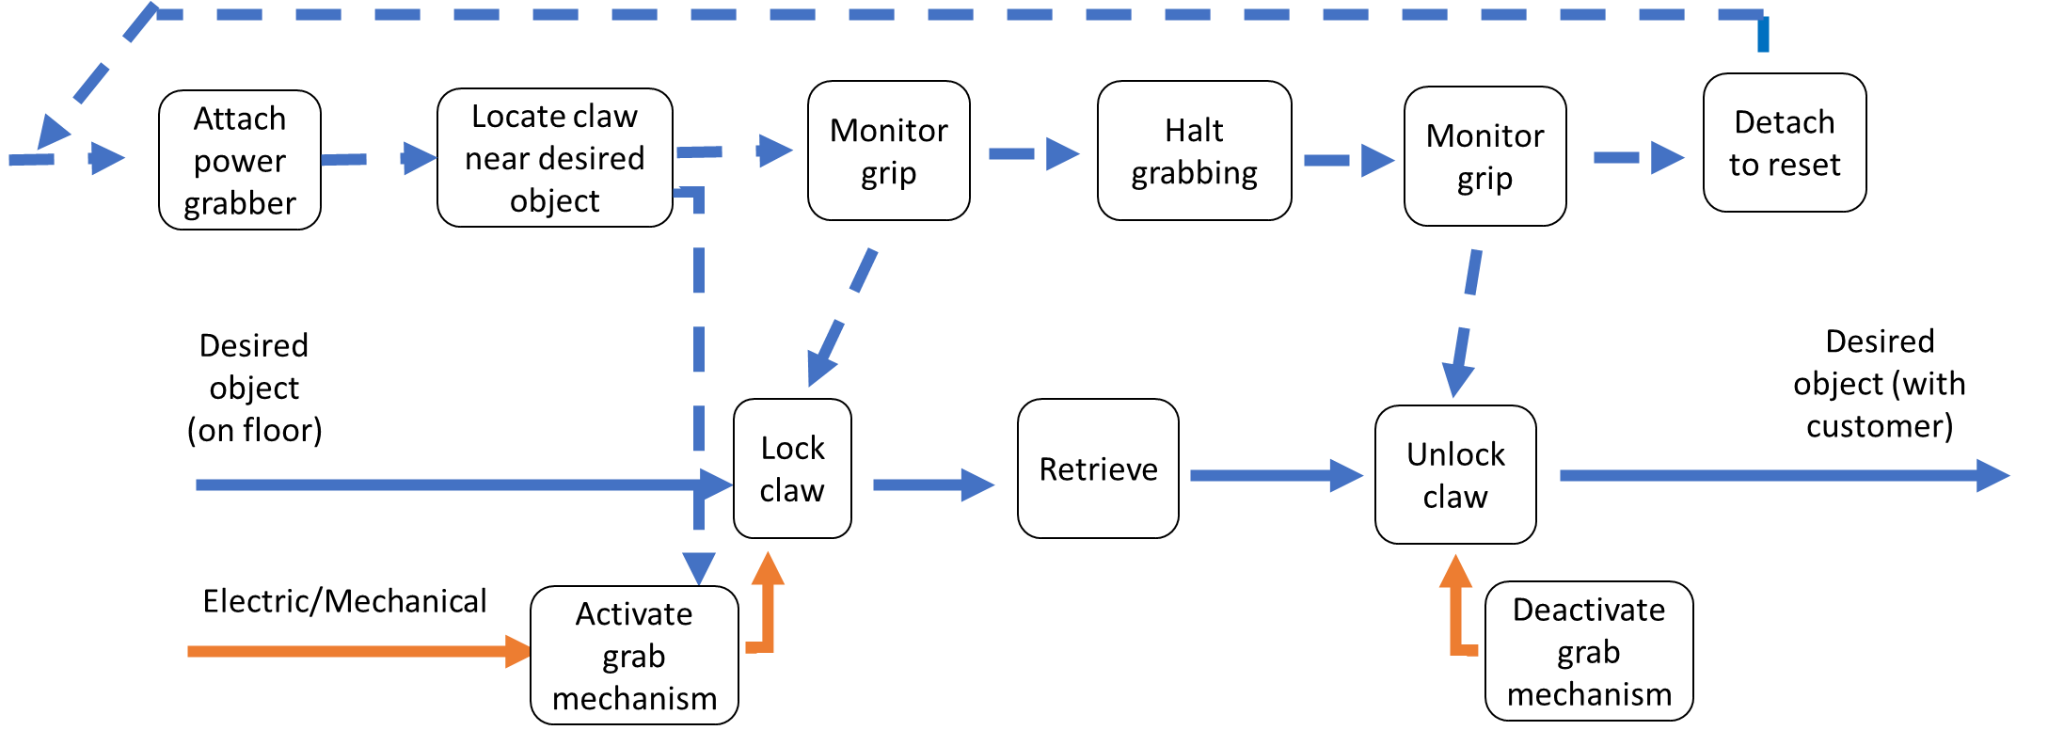 Attach
power
grabber
Locate claw
near desired
object
Monitor
grip
Halt
grabbing
Monitor
grip
Detach
to reset
Desired
object
(on floor)
Lock
claw
Retrieve
Unlock
claw
Desired
object (with
customer)
Electric/Mechanical
Activate
grab
mechanism
Deactivate
grab
mechanism